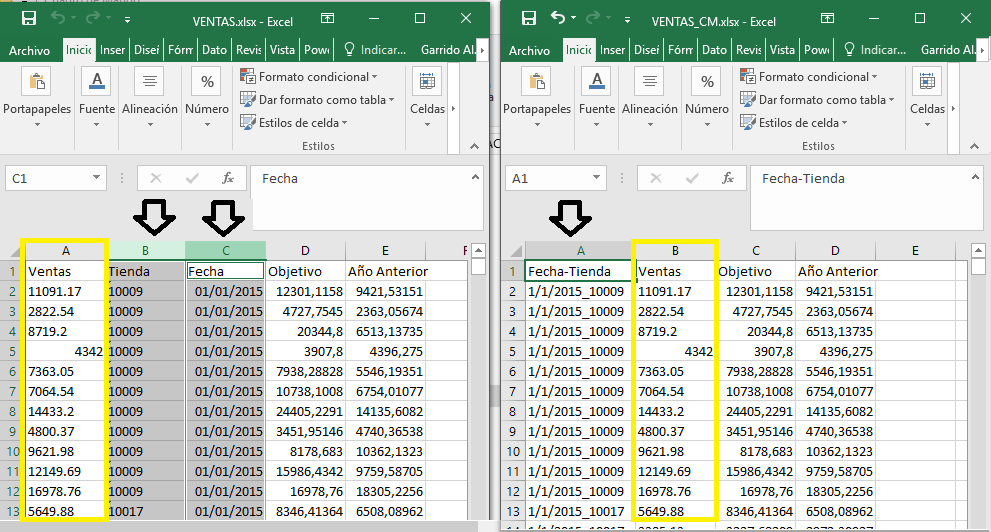 VENTAS.xlsx - Excel
Archivo Inicio Inser Diseí Fórm Dato Revis Vista Powe Indicar... Garrido Al.
Portapapeles
Fuente
Alineación
%
Número
Formato condicional
Dar formato como tabla
Estilos de celda
Estilos
Celdas
C1 fx Fecha
A B C D E F
1 Ventas Tienda Fecha Objetivo Año Anterior
2 11091.17 10009 01/01/2015 12301,1158 9421,53151
3 2822.54 10009 01/01/2015 4727,7545 2363,05674
4 8719.2 10009 01/01/2015 20344,8 6513,13735
5 4342 10009 01/01/2015 3907,8 4396,275
6 7363.05 10009 01/01/2015 7938,28828 5546,19351
7 7064.54 10009 01/01/2015 10738,1008 6754,01077
8 14433.2 10009 01/01/2015 24405,2291 14135,6082
9 4800.37 10009 01/01/2015 3451,95146 4740,36538
10 9621.98 10009 01/01/2015 8178,683 10362,1323
11 12149.69 10009 01/01/2015 15986,4342 9759,58705
12 16978.76 10009 01/01/2015 16978,76 18305,2256
13 5649.88 10017 01/01/2015 8346,41364 6508,08962
VENTAS_CM.xlsx - Excel
Archivo Inicio Inser Diseí Fórm Dato Revis Vista Powe Indicar... Garrido Al.
Portapapeles
Fuente
Alineación
%
Número
Formato condicional
Dar formato como tabla
Estilos de celda
Estilos
Celdas
A1 fx Fecha-Tienda
A B C D E
1 Fecha-Tienda Ventas Objetivo Año Anterior
2 1/1/2015_10009 11091.17 12301,1158 9421,53151
3 1/1/2015_10009 2822.54 4727,7545 2363,05674
4 1/1/2015_10009 8719.2 20344,8 6513,13735
5 1/1/2015_10009 4342 3907,8 4396,275
6 1/1/2015_10009 7363.05 7938,28828 5546,19351
7 1/1/2015_10009 7064.54 10738,1008 6754,01077
8 1/1/2015_10009 14433.2 24405,2291 14135,6082
9 1/1/2015_10009 4800.37 3451,95146 4740,36538
10 1/1/2015_10009 9621.98 8178,683 10362,1323
11 1/1/2015_10009 12149.69 15986,4342 9759,58705
12 1/1/2015_10009 16978.76 16978,76 18305,2256
13 1/1/2015_10009 5649.88 8346,41364 6508,08962